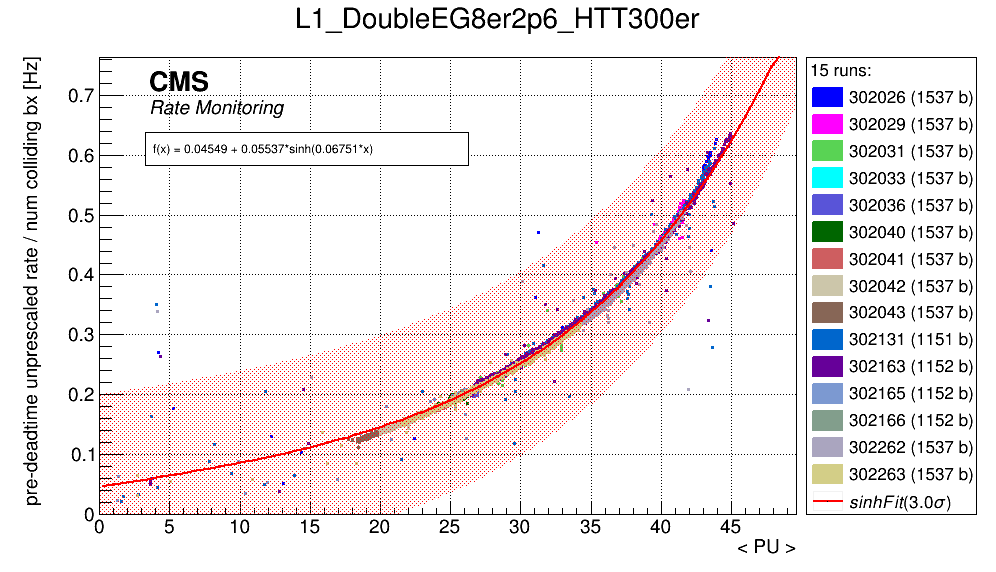 L1_DoubleEG8er2p6_HTT300er
pre-deadtime unprescaled rate / num colliding bx [Hz]
CMS
Rate Monitoring
f(x) = 0.04549 + 0.05537*sinh(0.06751*x)
0.7
0.6
0.5
0.4
0.3
0.2
0.1
0
0 5 10 15 20 25 30 35 40 45
< PU >
15 runs:
302026 (1537 b)
302029 (1537 b)
302031 (1537 b)
302033 (1537 b)
302036 (1537 b)
302040 (1537 b)
302041 (1537 b)
302042 (1537 b)
302043 (1537 b)
302131 (1151 b)
302163 (1152 b)
302165 (1152 b)
302166 (1152 b)
302262 (1537 b)
302263 (1537 b)
sinhFit(3.0σ)